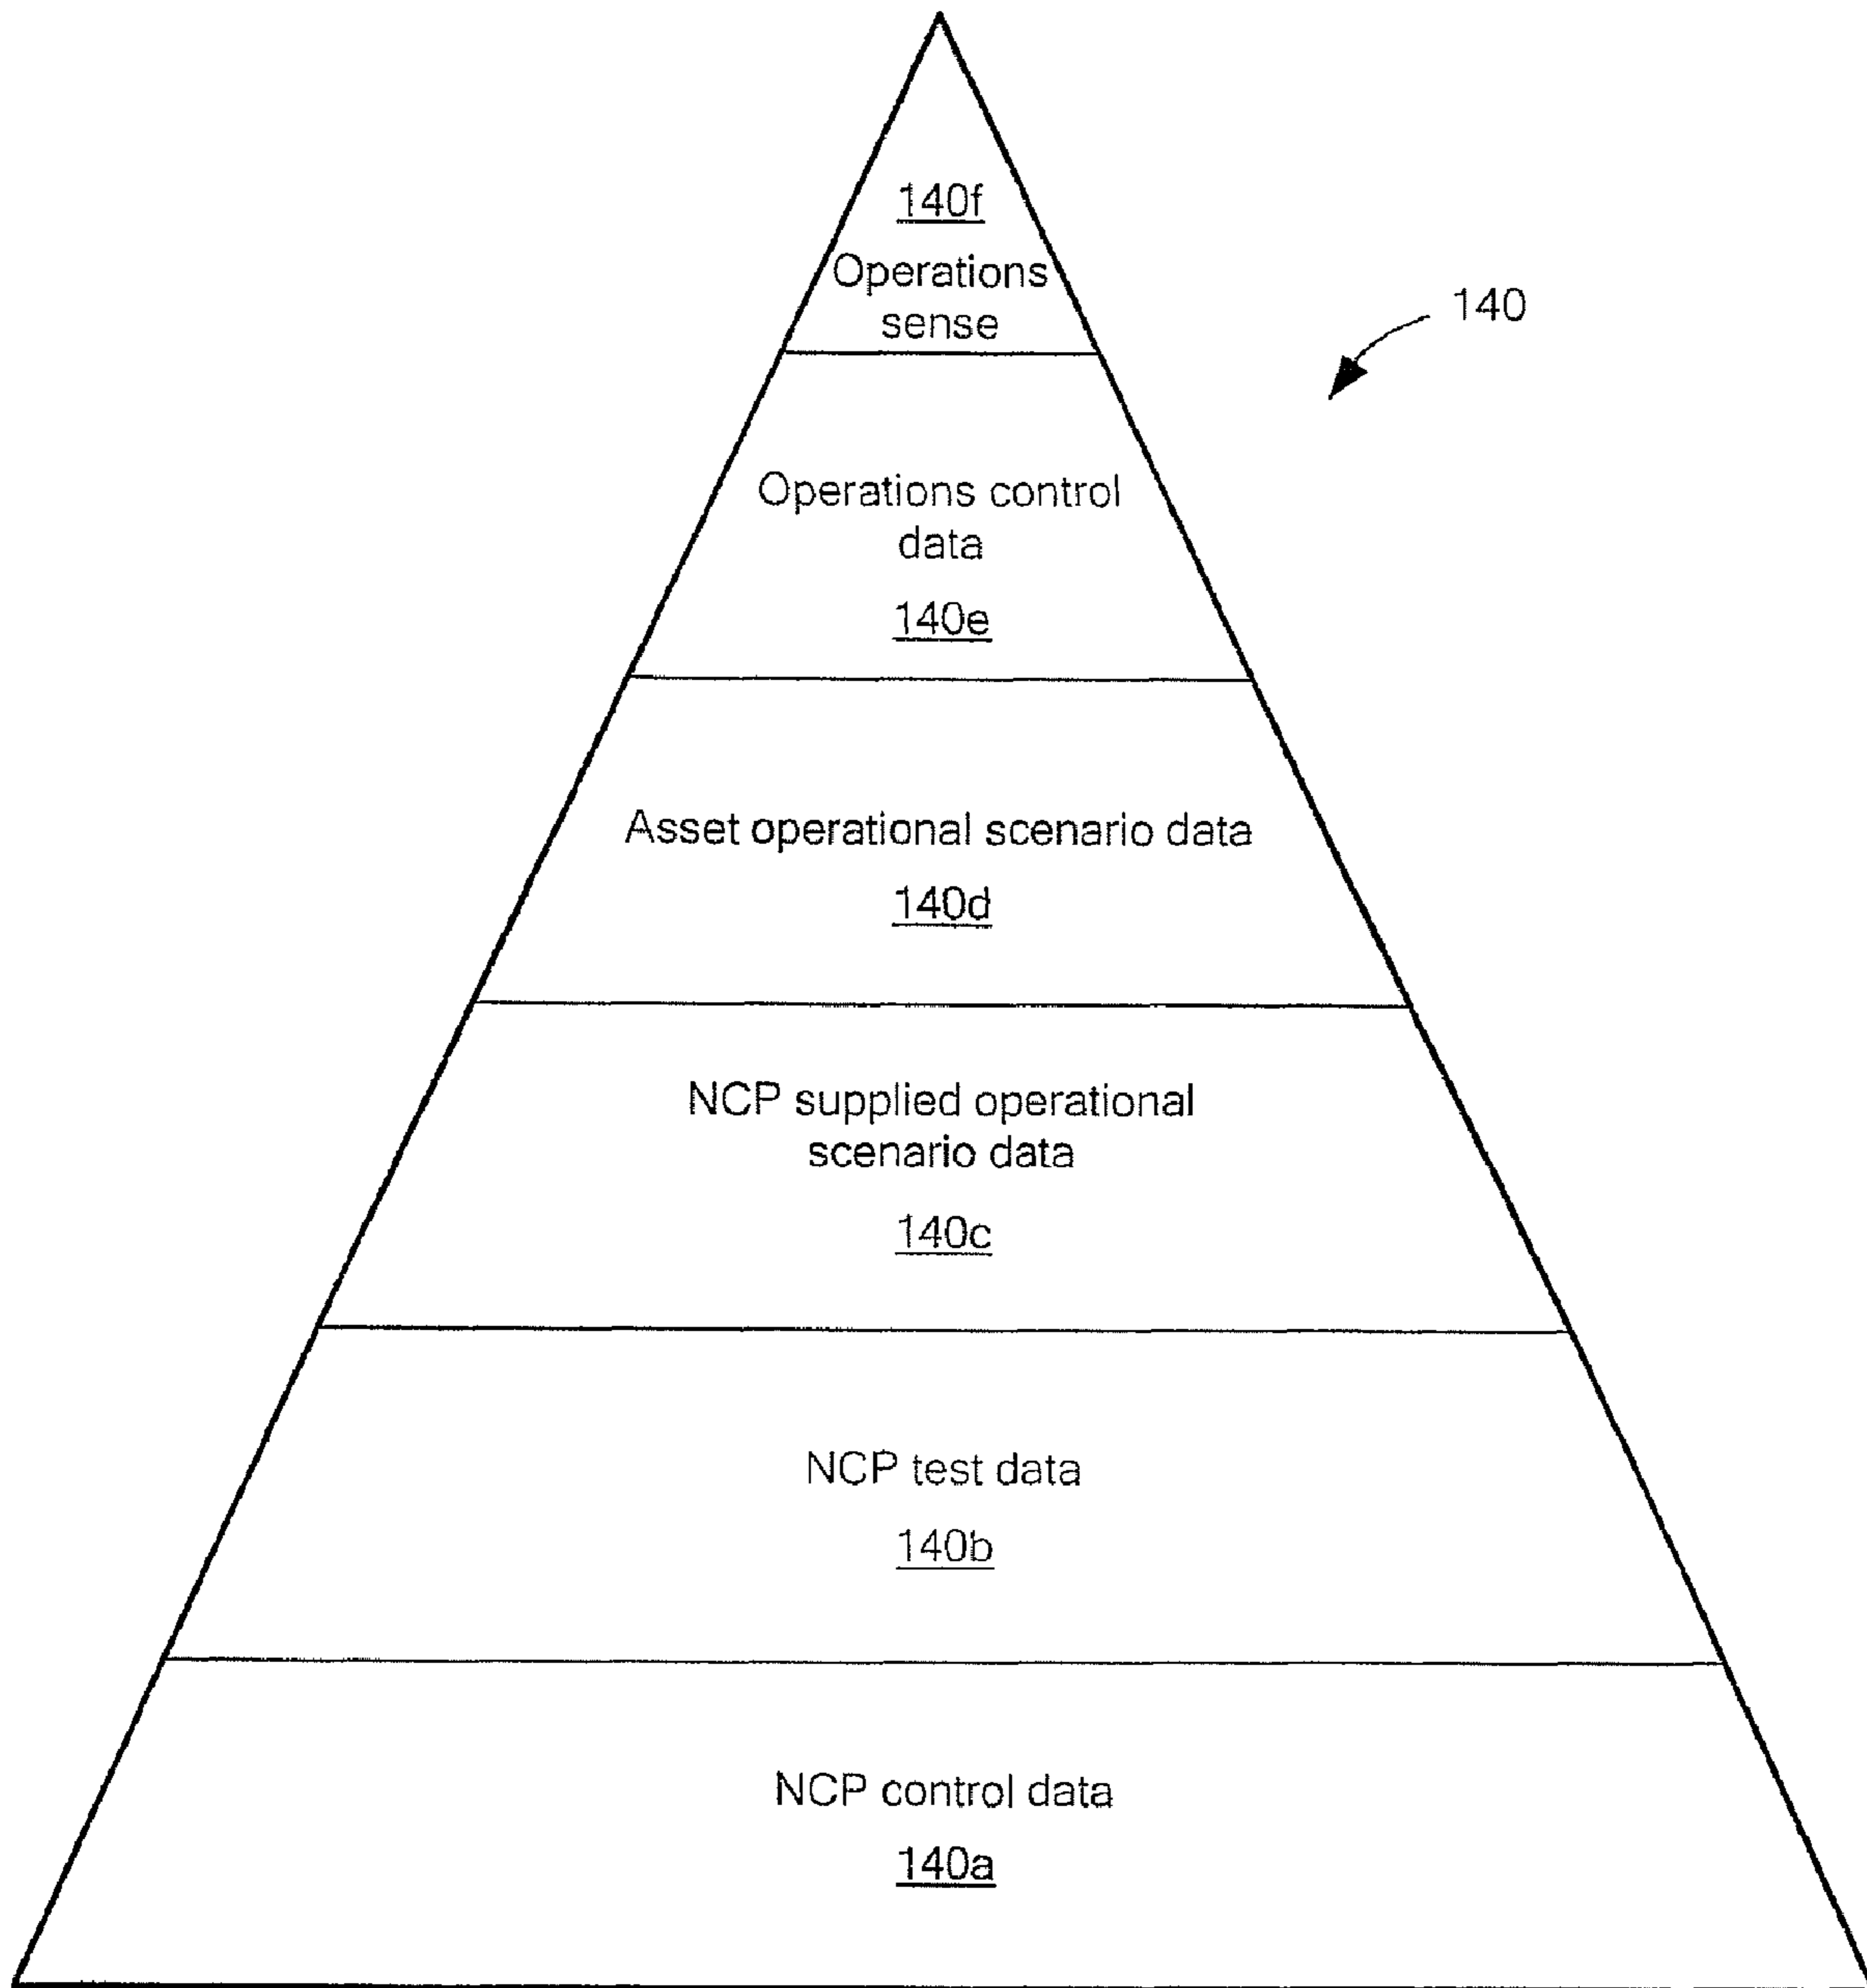 140f
Operations
sense
140
Operations control
data
140e
Asset operational scenario data
140d
NCP supplied operational
scenario data
140c
NCP test data
140b
NCP control data
140a